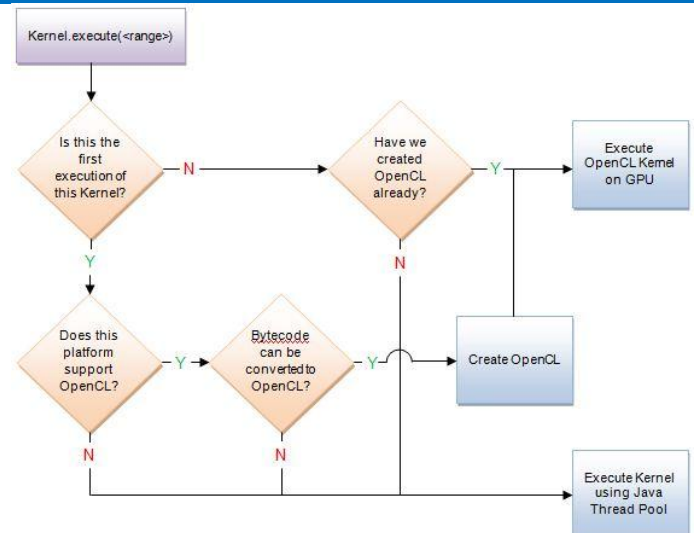 Kernel.execute(<range>)
Is this the
first
execution of
this Kernel?
N
Have we
created
OpenCL
already?
Y
Execute
OpenCL Kernel
on GPU
Y
N
Does this
platform
support
OpenCL?
Y
Bytecode
can be
converted to
OpenCL?
Y
Create OpenCL
N
N
Execute Kernel
using Java
Thread Pool